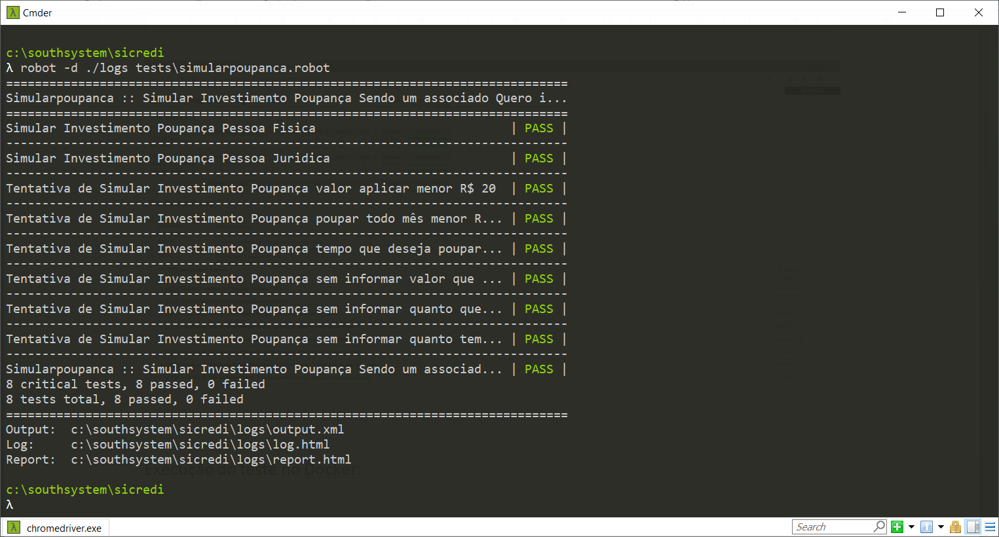 Cmder
c:\southsystem\sicredi
λ robot -d ./logs tests\simularpoupanca.robot
==============================================================================
Simularpoupanca :: Simular Investimento Poupança Sendo um associado Quero i...
==============================================================================
Simular Investimento Poupança Pessoa Fisica | PASS |
------------------------------------------------------------------------------
Simular Investimento Poupança Pessoa Juridica | PASS |
------------------------------------------------------------------------------
Tentativa de Simular Investimento Poupança valor aplicar menor R$ 20 | PASS |
------------------------------------------------------------------------------
Tentativa de Simular Investimento Poupança poupar todo mês menor R... | PASS |
------------------------------------------------------------------------------
Tentativa de Simular Investimento Poupança tempo que deseja poupar... | PASS |
------------------------------------------------------------------------------
Tentativa de Simular Investimento Poupança sem informar valor que ... | PASS |
------------------------------------------------------------------------------
Tentativa de Simular Investimento Poupança sem informar quanto que... | PASS |
------------------------------------------------------------------------------
Tentativa de Simular Investimento Poupança sem informar quanto tem... | PASS |
------------------------------------------------------------------------------
Simularpoupanca :: Simular Investimento Poupança Sendo um associad... | PASS |
8 critical tests, 8 passed, 0 failed
8 tests total, 8 passed, 0 failed
==============================================================================
Output: c:\southsystem\sicredi\logs\output.xml
Log: c:\southsystem\sicredi\logs\log.html
Report: c:\southsystem\sicredi\logs\report.html
Execução do teste no Docker:
c:\southsystem\sicredi
λ
chromedriver.exe
Search